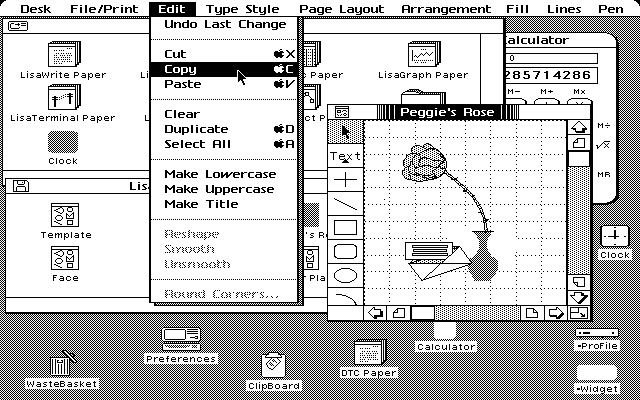 Desk File/Print Edit Type Style Page Layout Arrangement Fill Lines Pen
Undo Last Change
Cut X
Copy C
Paste V
Clear
Duplicate D
Select All A
Make Lowercase
Make Uppercase
Make Title
Reshape
Smooth
Unsmooth
Round Corners...
LisaWrite Paper
Paper
LisaGraph Paper
LisaTerminal Paper
Clock
Template
Face
Calculator
0
285714286
M- M+ Mx
M÷
MR
Peggie's Rose
Text
Clock
Preferences
Calculator
WasteBasket
ClipBoard
DTC Paper
-Widget